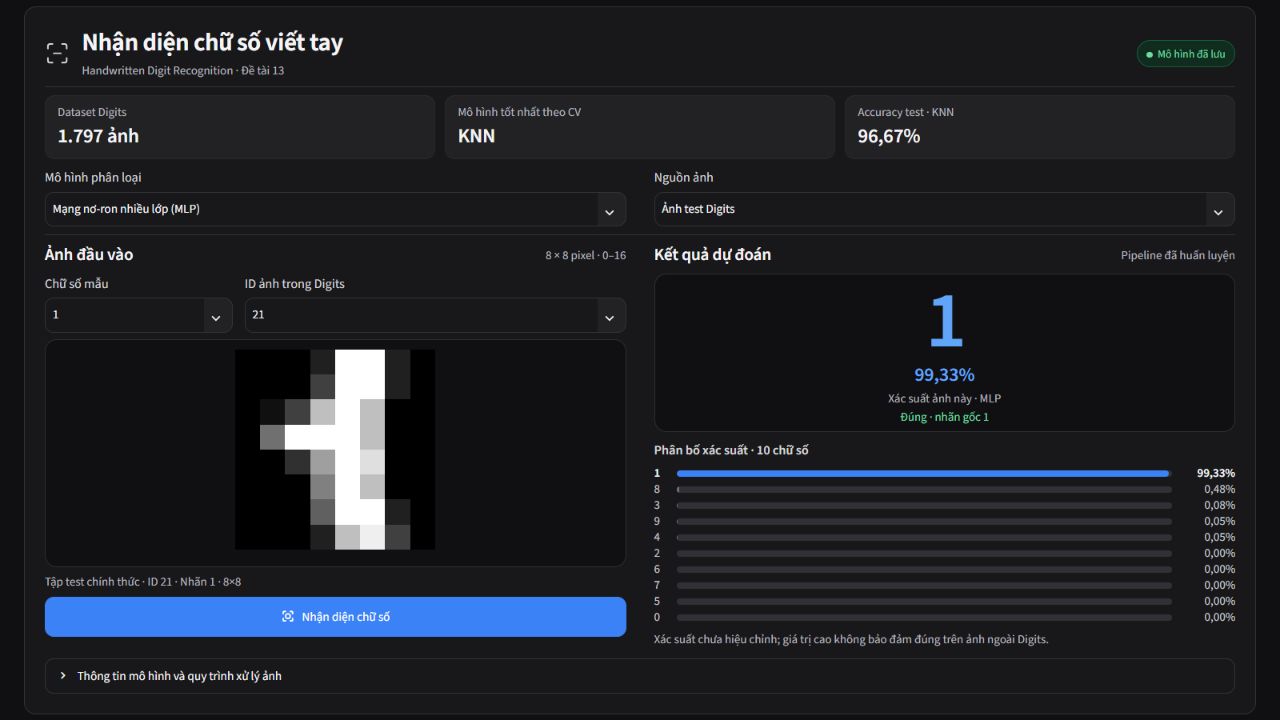 Nhận diện chữ số viết tay
Handwritten Digit Recognition · Đề tài 13
Mô hình đã lưu
Dataset Digits
1.797 ảnh
Mô hình tốt nhất theo CV
KNN
Accuracy test · KNN
96,67%
Mô hình phân loại
Mạng nơ-ron nhiều lớp (MLP)
Nguồn ảnh
Ảnh test Digits
Ảnh đầu vào
8 × 8 pixel · 0–16
Chữ số mẫu
1
ID ảnh trong Digits
21
Tập test chính thức · ID 21 · Nhãn 1 · 8×8
Nhận diện chữ số
Kết quả dự đoán
Pipeline đã huấn luyện
1
99,33%
Xác suất ảnh này · MLP
Đúng · nhãn gốc 1
Phân bố xác suất · 10 chữ số
1 99,33%
8 0,48%
3 0,08%
9 0,05%
4 0,05%
2 0,00%
6 0,00%
7 0,00%
5 0,00%
0 0,00%
Xác suất chưa hiệu chỉnh; giá trị cao không bảo đảm đúng trên ảnh ngoài Digits.
Thông tin mô hình và quy trình xử lý ảnh